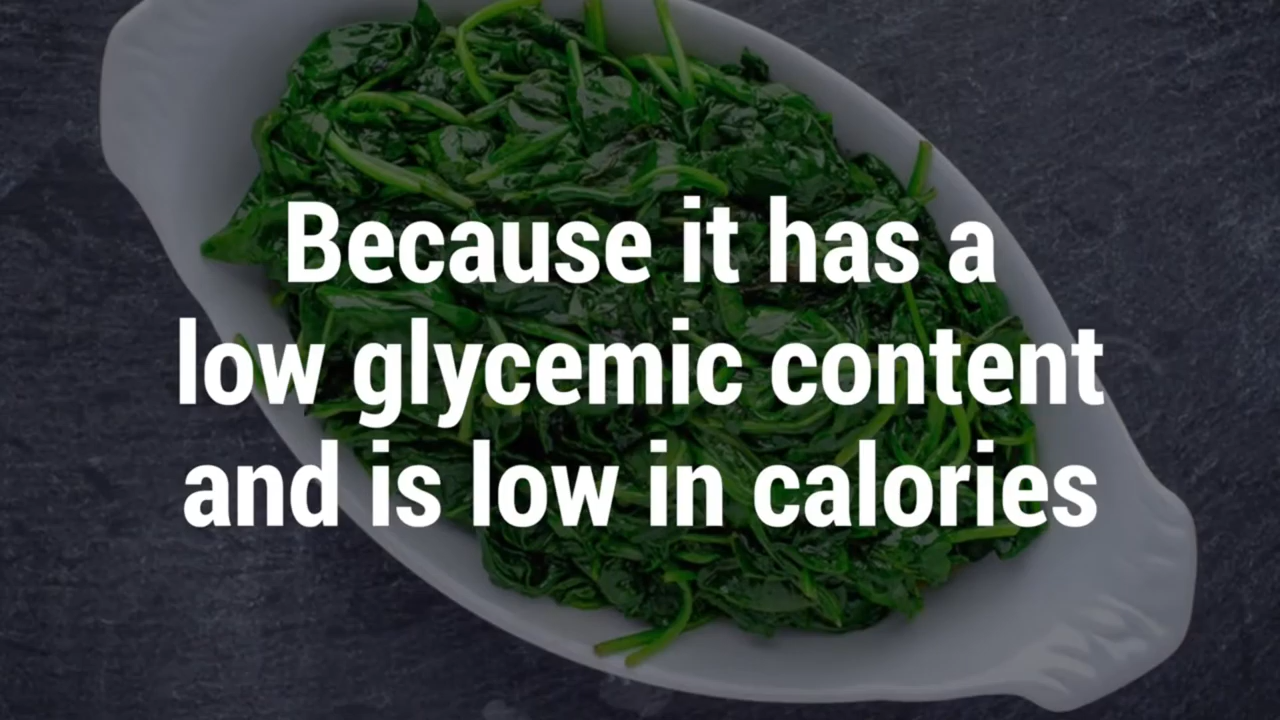 Because it has a
low glycemic content
and is low in calories